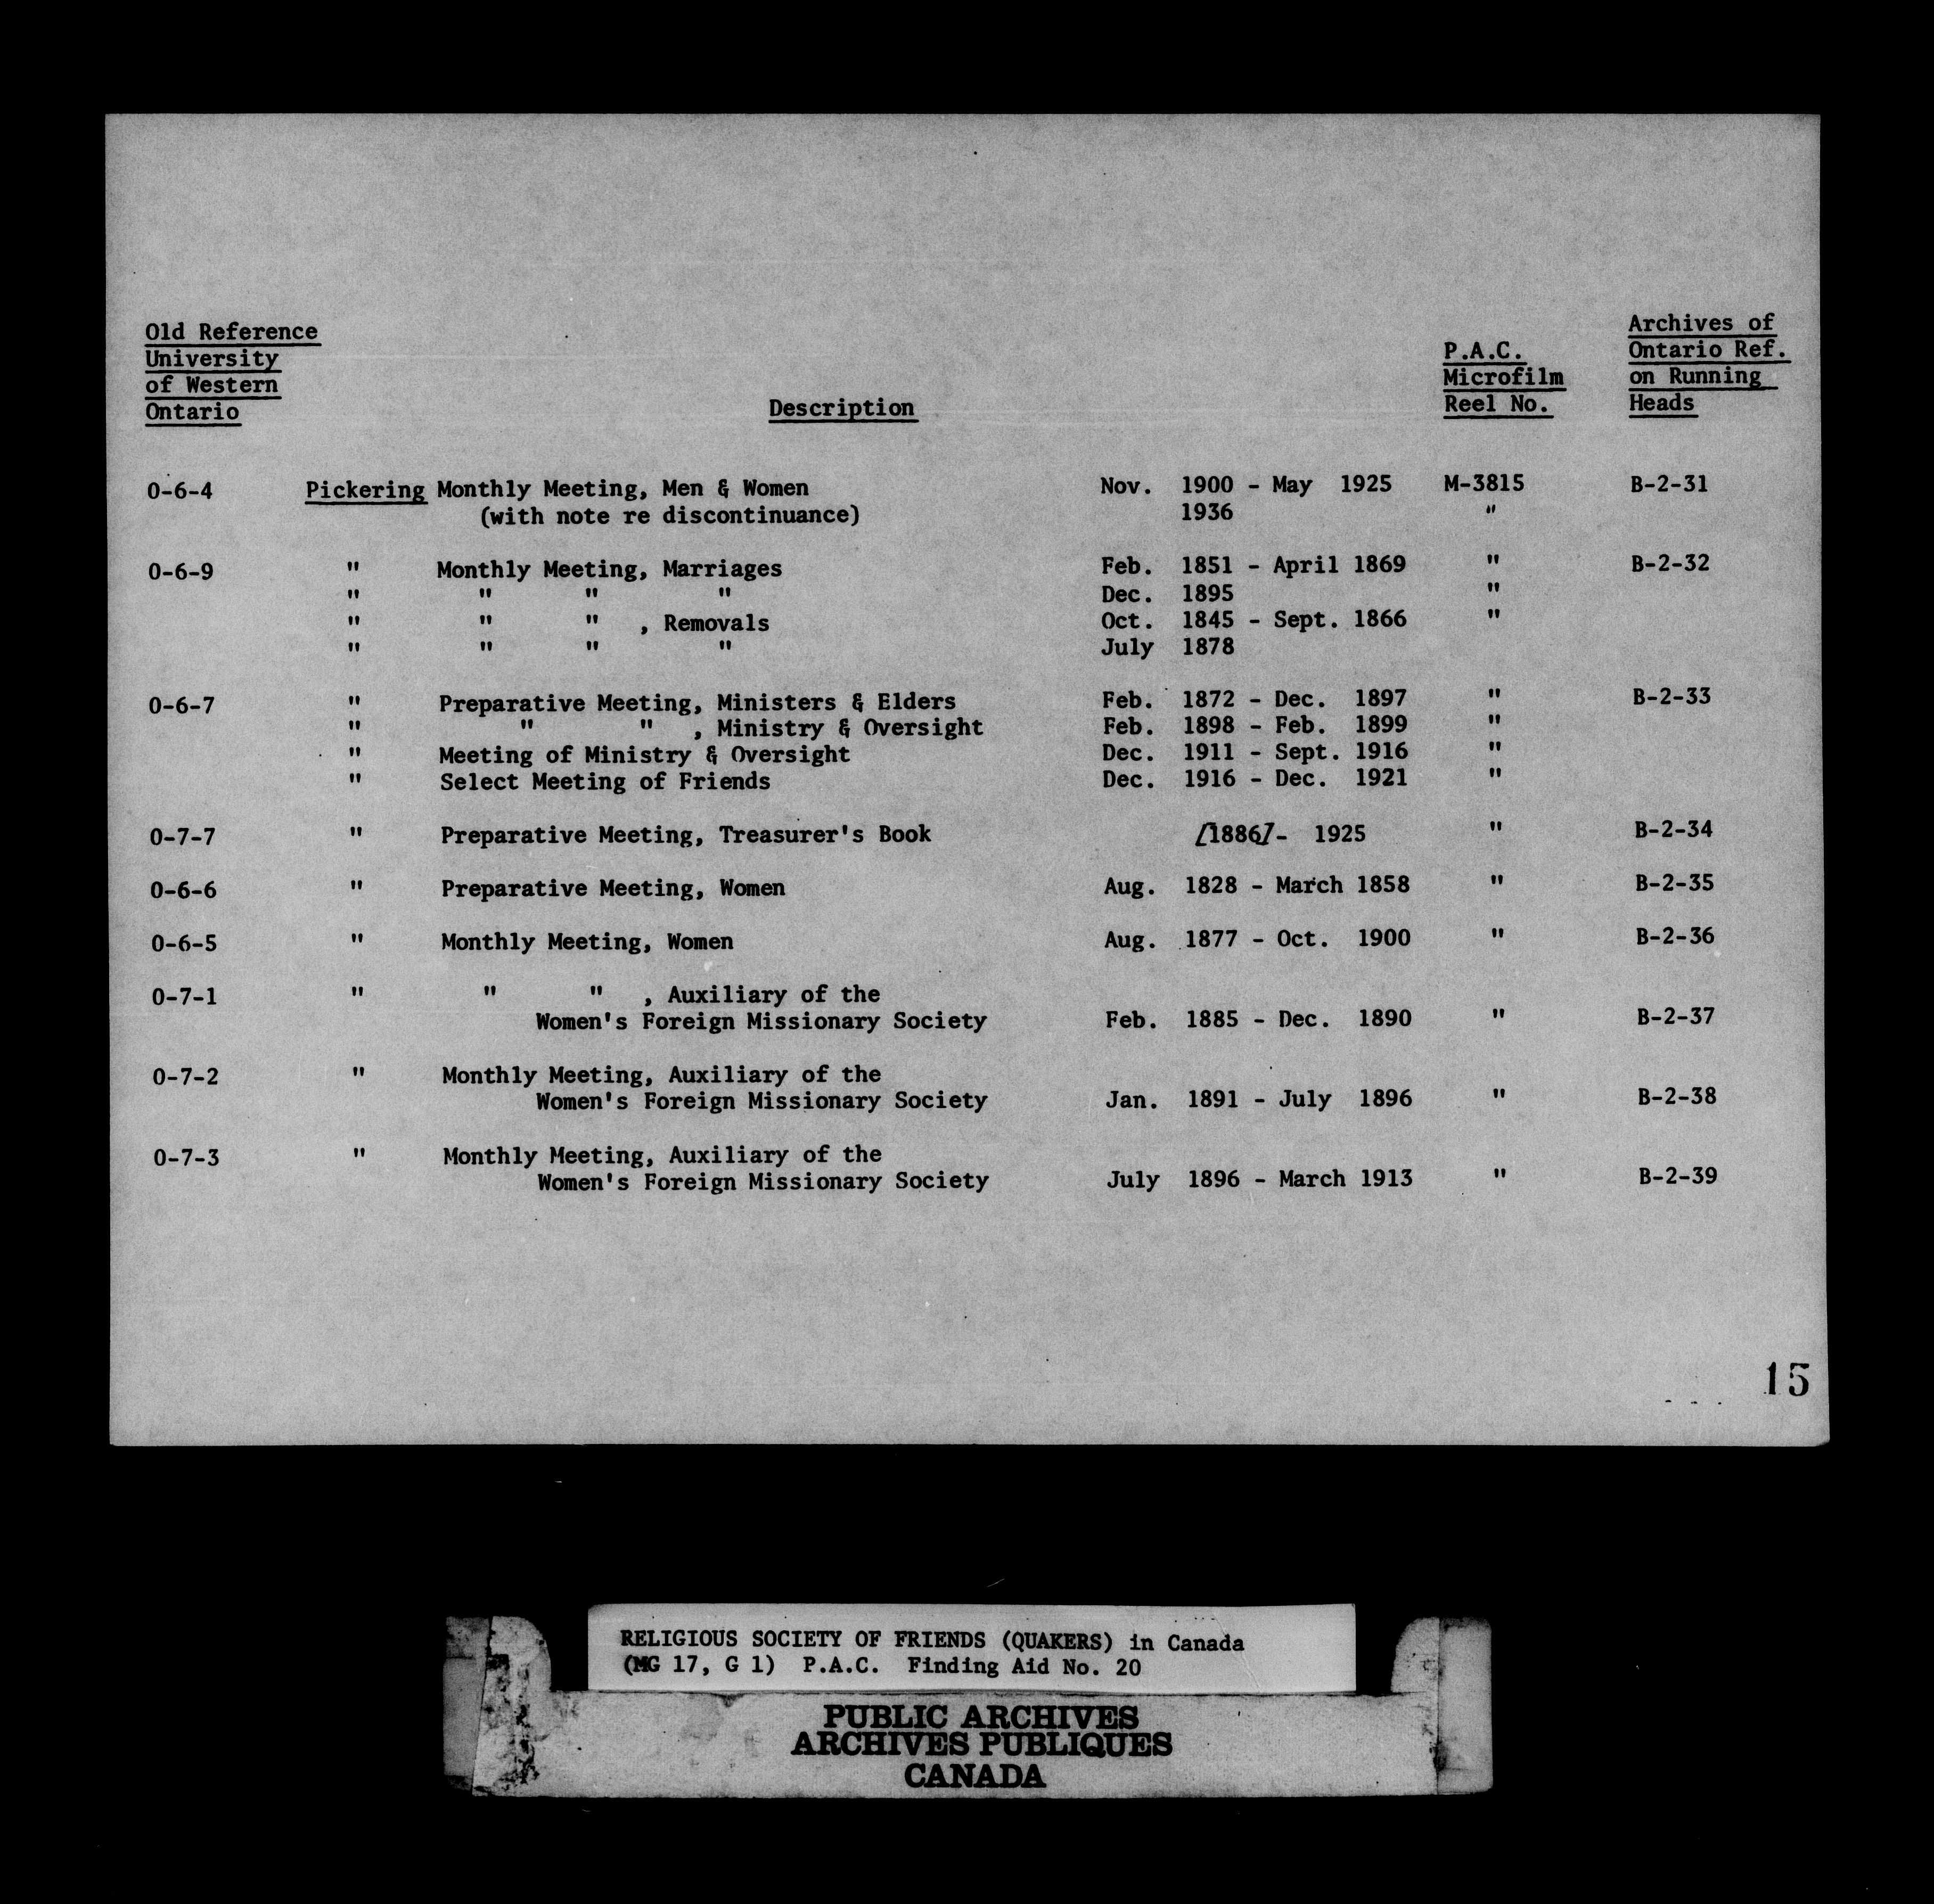 Old Reference
University
of Western
Ontario
Description
P.A.C.
Microfilm
Reel No.
Archives of
Ontario Ref.
on Running
Heads
0-6-4 Pickering Monthly Meeting, Men & Women Nov. 1900 - May 1925 M-3815 B-2-31
(with note re discontinuance) 1936 "
0-6-9 " Monthly Meeting, Marriages Feb. 1851 - April 1869 " B-2-32
" " " " Dec. 1895 "
" " " , Removals Oct. 1845 - Sept. 1866 "
" " " " July 1878
0-6-7 " Preparative Meeting, Ministers & Elders Feb. 1872 - Dec. 1897 " B-2-33
" " " , Ministry & Oversight Feb. 1898 - Feb. 1899 "
" Meeting of Ministry & Oversight Dec. 1911 - Sept. 1916 "
" Select Meeting of Friends Dec. 1916 - Dec. 1921 "
0-7-7 " Preparative Meeting, Treasurer's Book [1886]- 1925 " B-2-34
0-6-6 " Preparative Meeting, Women Aug. 1828 - March 1858 " B-2-35
0-6-5 " Monthly Meeting, Women Aug. 1877 - Oct. 1900 " B-2-36
0-7-1 " " " , Auxiliary of the
Women's Foreign Missionary Society Feb. 1885 - Dec. 1890 " B-2-37
0-7-2 " Monthly Meeting, Auxiliary of the
Women's Foreign Missionary Society Jan. 1891 - July 1896 " B-2-38
0-7-3 " Monthly Meeting, Auxiliary of the
Women's Foreign Missionary Society July 1896 - March 1913 " B-2-39
15
RELIGIOUS SOCIETY OF FRIENDS (QUAKERS) in Canada
(MG 17, G 1) P.A.C. Finding Aid No. 20
PUBLIC ARCHIVES
ARCHIVES PUBLIQUES
CANADA